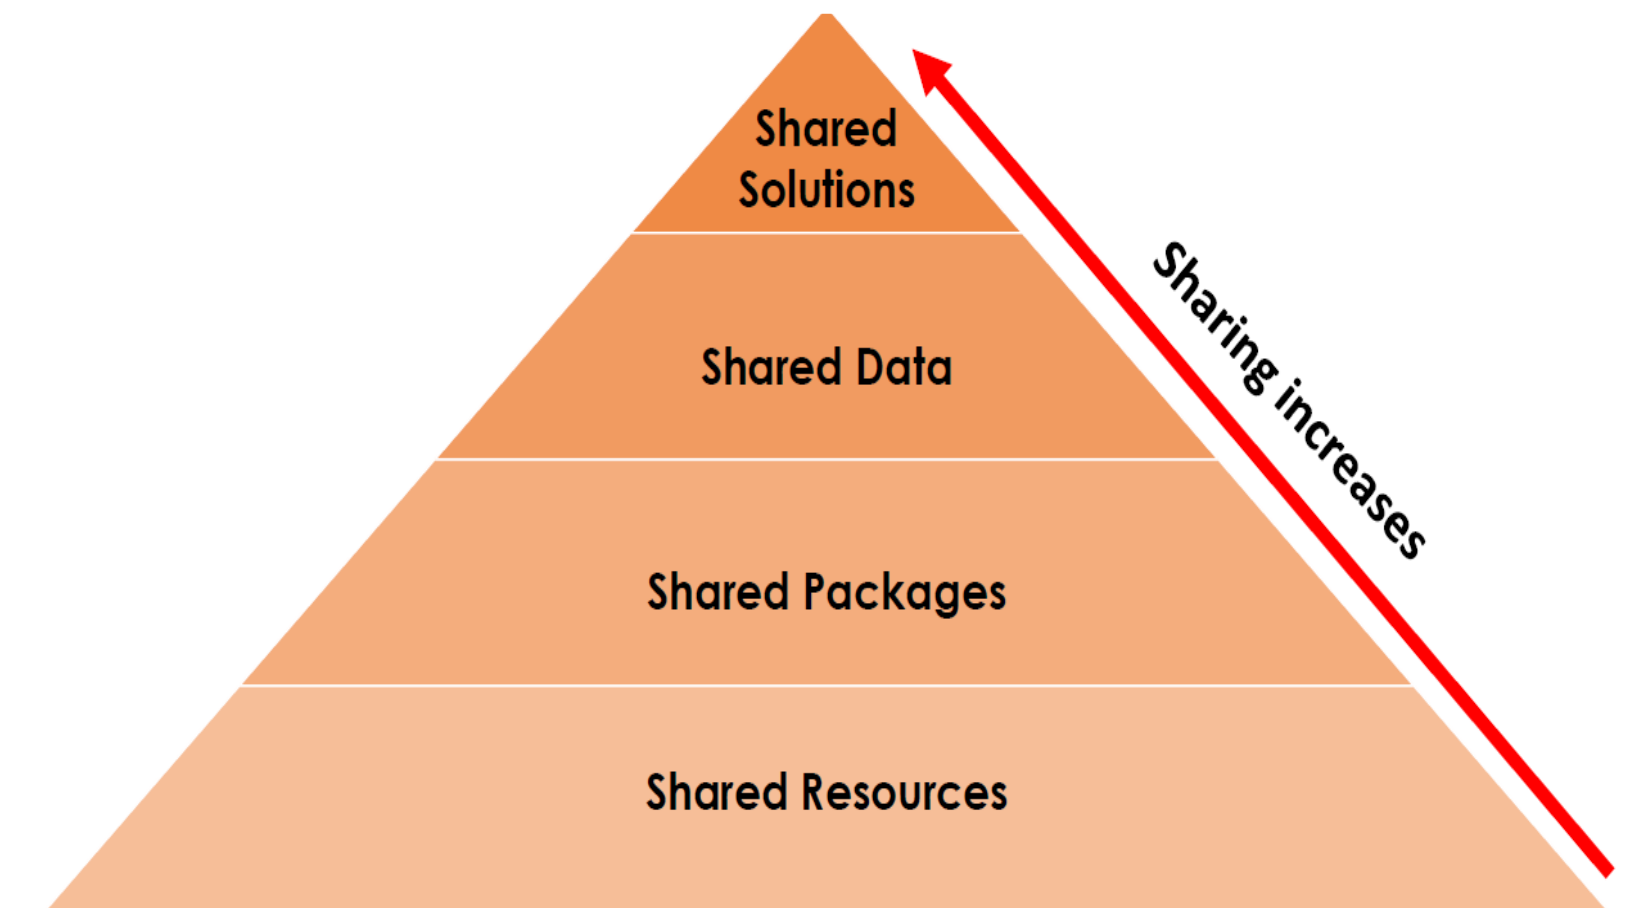 Shared
Solutions
Sharing increases
Shared Data
Shared Packages
Shared Resources